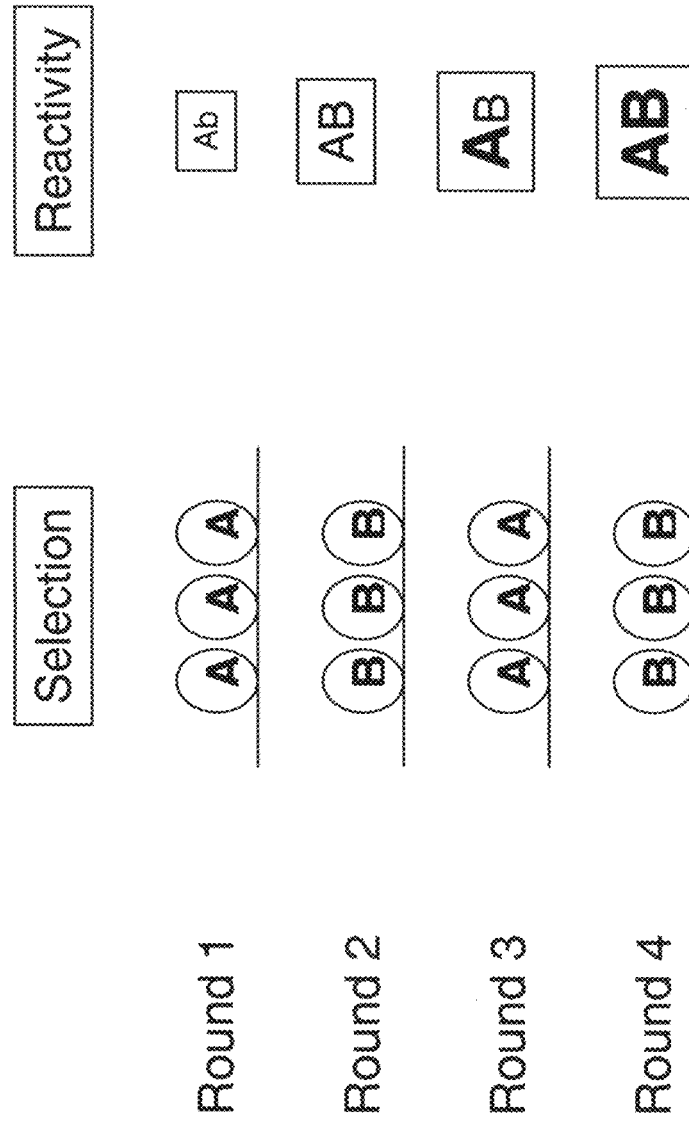 Selection Reactivity
Round 1 A A A Ab
Round 2 B B B AB
Round 3 A A A AB
Round 4 B B B AB